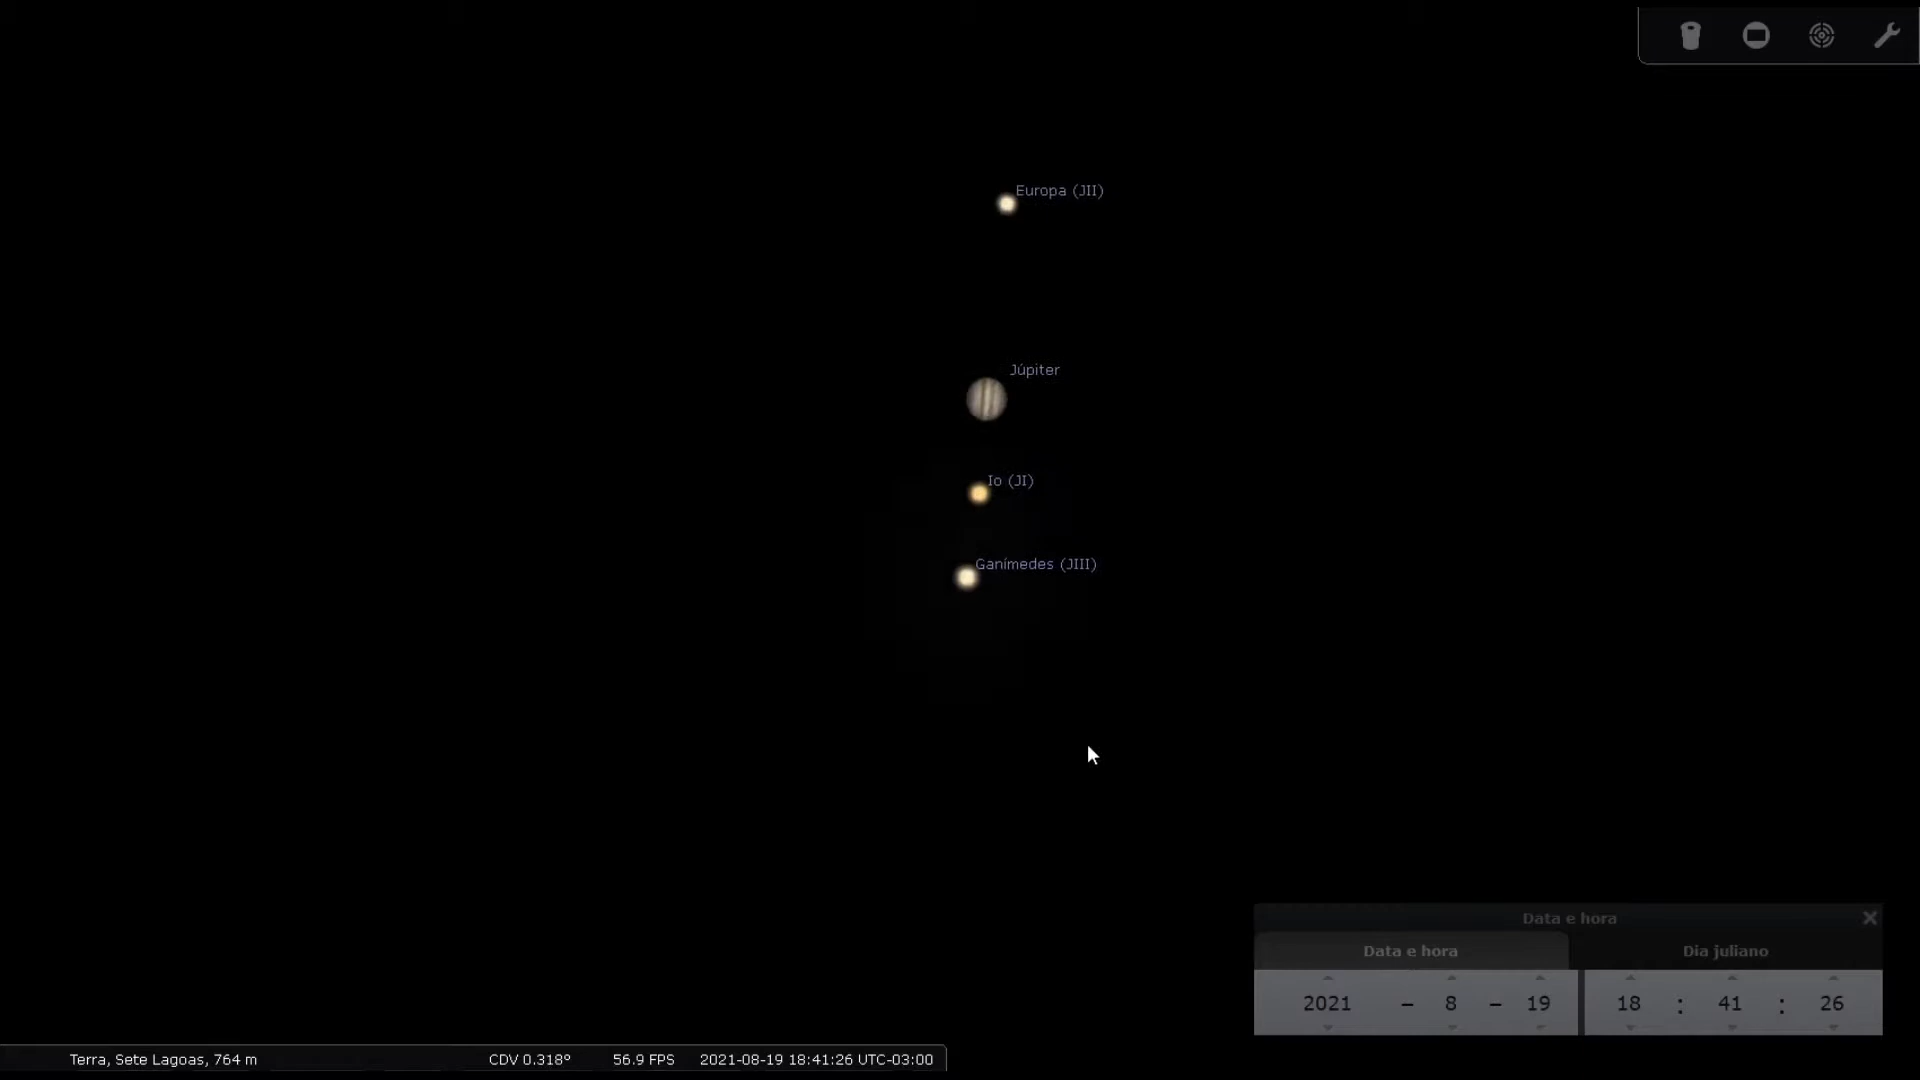 Europa (JII)
Júpiter
Io (JI)
Ganímedes (JIII)
Data e hora
Data e hora Dia juliano
2021 – 8 – 19 18 : 41 : 26
Terra, Sete Lagoas, 764 m CDV 0.318° 56.9 FPS 2021-08-19 18:41:26 UTC-03:00